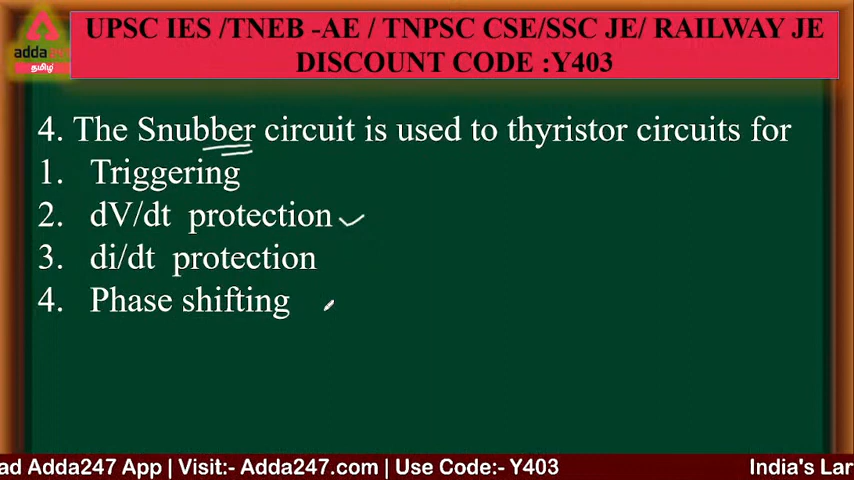 UPSC IES /TNEB -AE / TNPSC CSE/SSC JE/ RAILWAY JE
DISCOUNT CODE :Y403
adda
தமிழ்
4. The Snubber circuit is used to thyristor circuits for
1. Triggering
2. dV/dt protection
3. di/dt protection
4. Phase shifting
ad Adda247 App | Visit:- Adda247.com | Use Code:- Y403 India's Lar